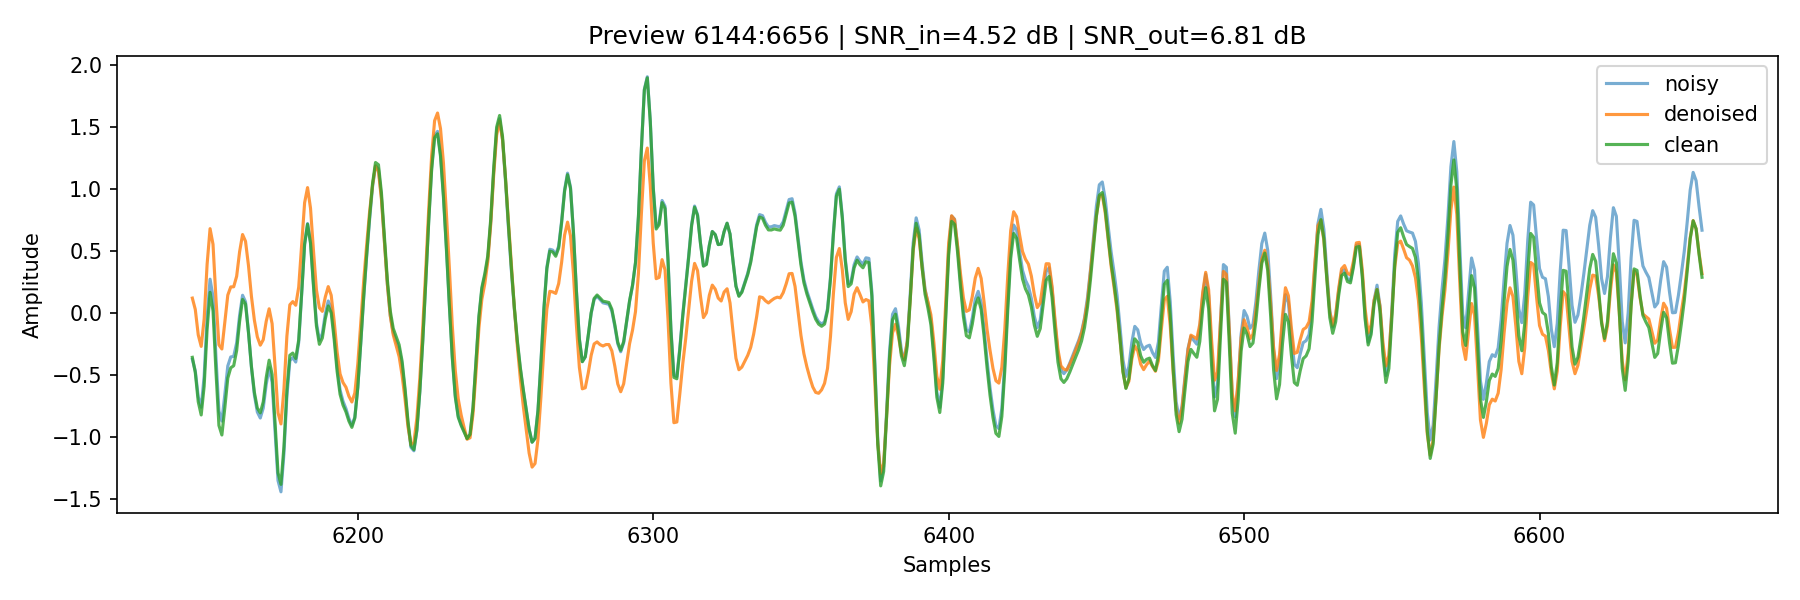 Preview 6144:6656 | SNR_in=4.52 dB | SNR_out=6.81 dB
2.0
1.5
1.0
0.5
0.0
−0.5
−1.0
−1.5
Amplitude
noisy
denoised
clean
6200 6300 6400 6500 6600
Samples